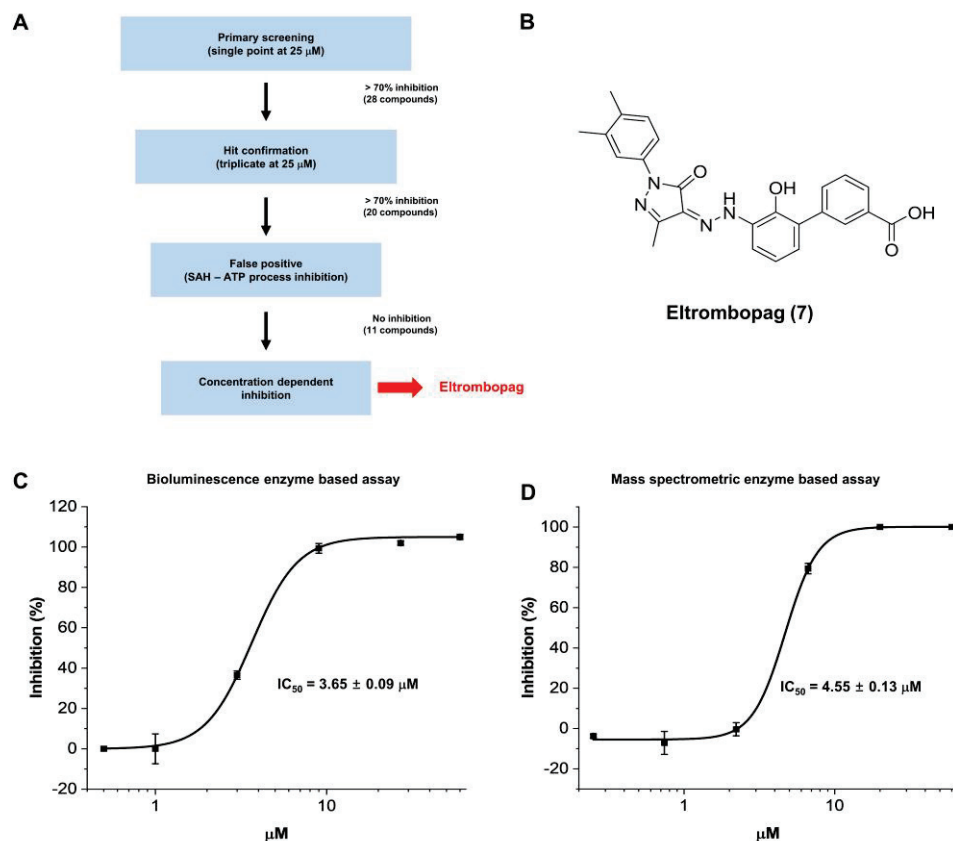 A
Primary screening
(single point at 25 μM)
> 70% inhibition
(28 compounds)
Hit confirmation
(triplicate at 25 μM)
> 70% inhibition
(20 compounds)
False positive
(SAH – ATP process inhibition)
No inhibition
(11 compounds)
Concentration dependent
inhibition
Eltrombopag
B
O
N
N
N
H
N
OH
OH
O
Eltrombopag (7)
C
Bioluminescence enzyme based assay
120
100
80
60
40
20
0
-20
Inhibition (%)
IC50 = 3.65 ± 0.09 μM
1
10
μM
D
Mass spectrometric enzyme based assay
100
80
60
40
20
0
-20
Inhibition (%)
IC50 = 4.55 ± 0.13 μM
1
10
μM